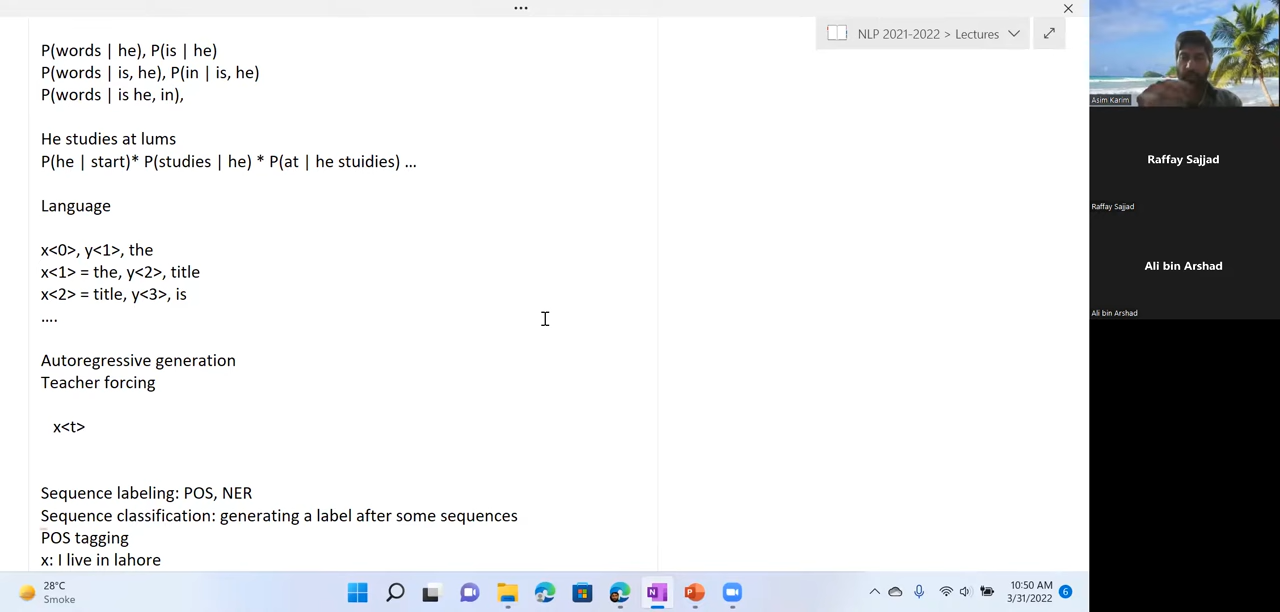 NLP 2021-2022 > Lectures
P(words | he), P(is | he)
P(words | is, he), P(in | is, he)
P(words | is he, in),
He studies at lums
P(he | start)* P(studies | he) * P(at | he stuidies) ...
Language
x<0>, y<1>, the
x<1> = the, y<2>, title
x<2> = title, y<3>, is
....
Autoregressive generation
Teacher forcing
x<t>
Sequence labeling: POS, NER
Sequence classification: generating a label after some sequences
POS tagging
x: I live in lahore
Asim Karim
Raffay Sajjad
Raffay Sajjad
Ali bin Arshad
Ali bin Arshad
28°C
Smoke
10:50 AM
3/31/2022
6